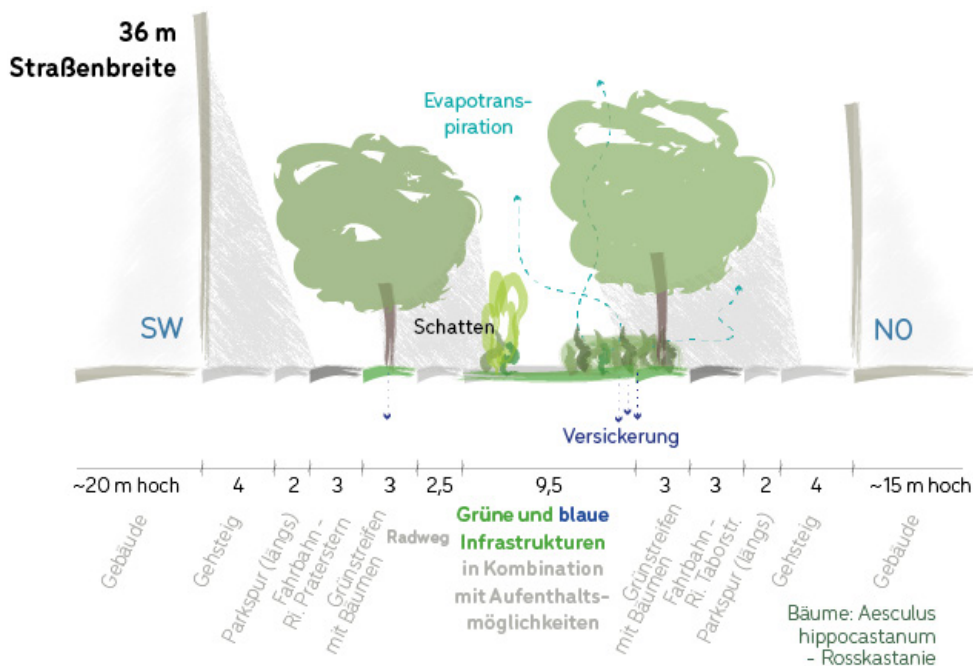 36 m
Straßenbreite
Evapotrans-
piration
SW
Schatten
NO
Versickerung
~20 m hoch
4
2
3
3
2,5
9,5
3
3
2
4
~15 m hoch
Gebäude
Gehsteig
Parkspur (längs)
Fahrbahn -
Ri. Praterstern
Grünstreifen
mit Bäumen
Radweg
Grüne und blaue
Infrastrukturen
in Kombination
mit Aufenthalts-
möglichkeiten
Grünstreifen
mit Bäumen
Fahrbahn -
Ri. Taborstr.
Parkspur (längs)
Gehsteig
Gebäude
Bäume: Aesculus
hippocastanum
- Rosskastanie